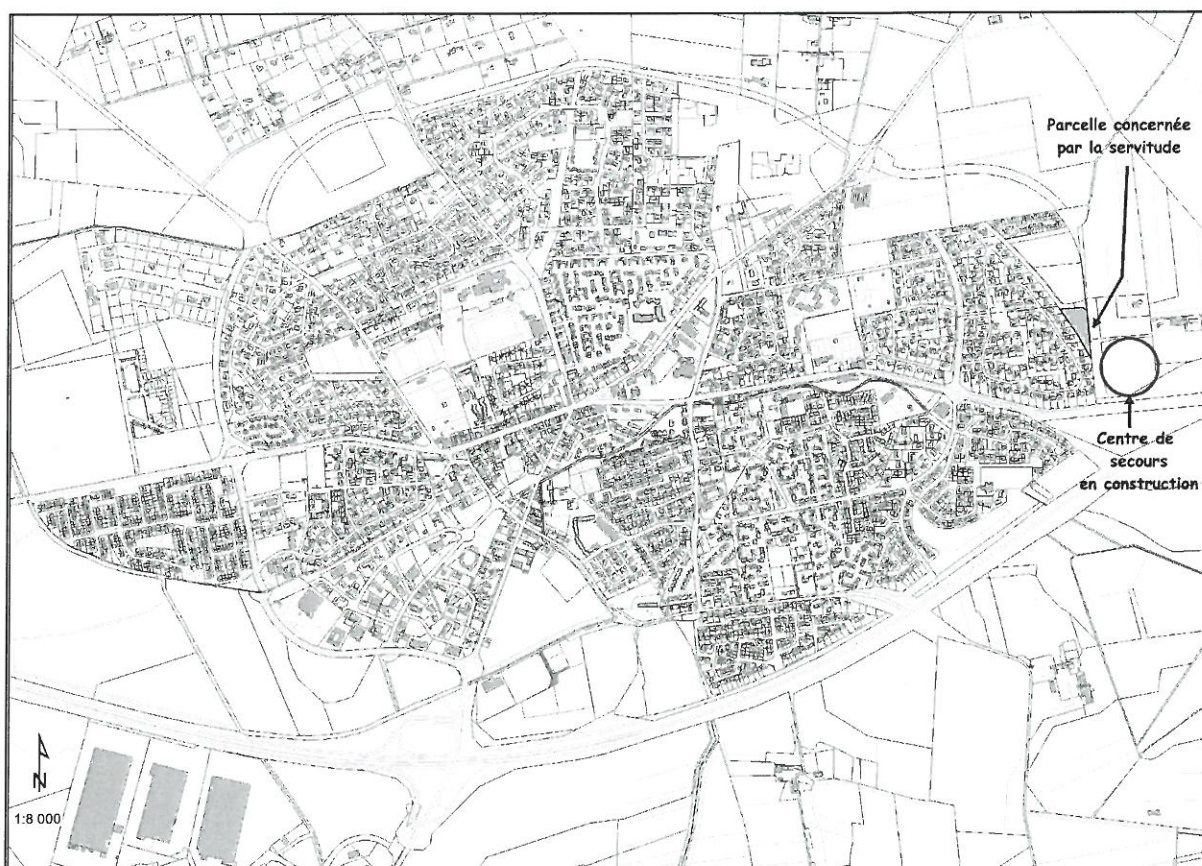 Parcelle concernée
par la servitude
Centre de
secours
en construction
N
1:8 000